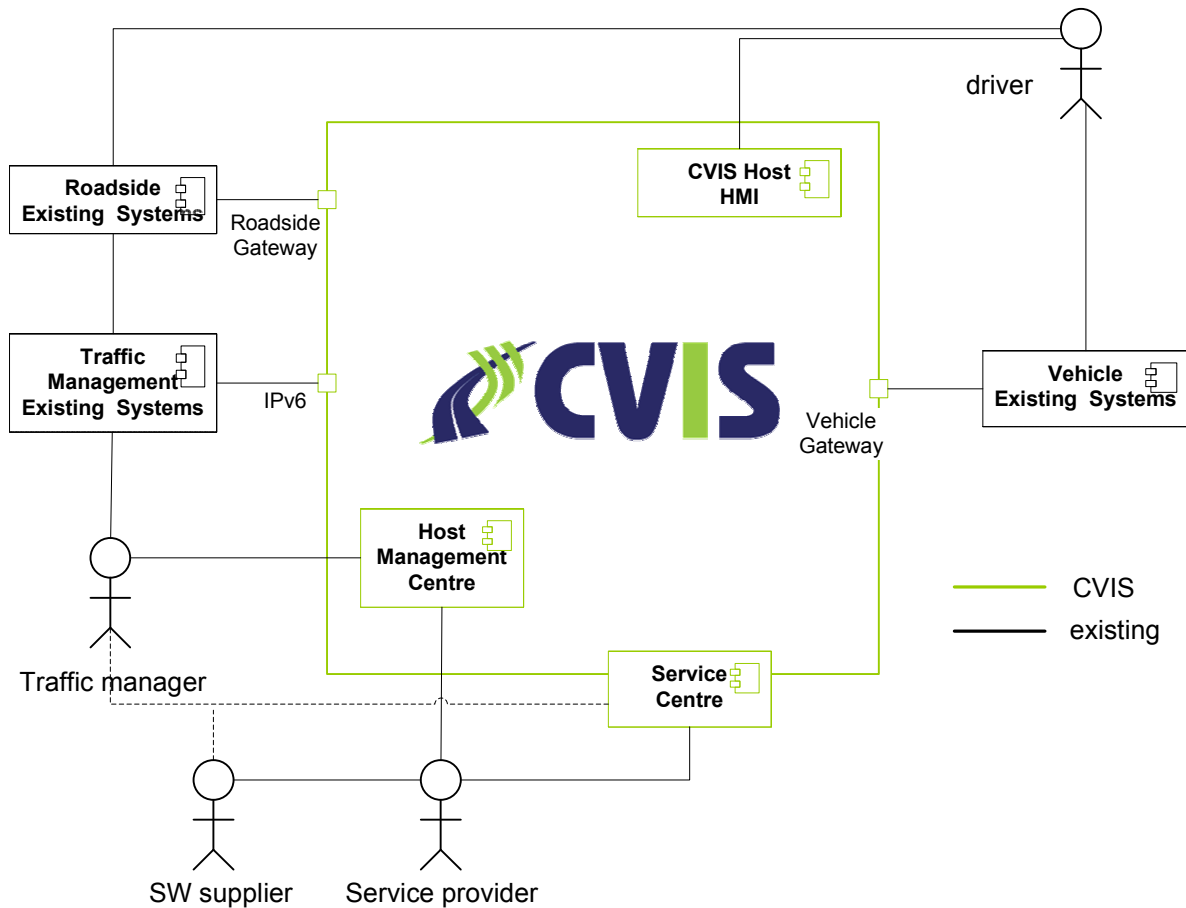 driver
Roadside
Existing Systems
Roadside
Gateway
CVIS Host
HMI
Traffic
Management
Existing Systems
IPv6
CVIS
Vehicle
Gateway
Vehicle
Existing Systems
Host
Management
Centre
CVIS
existing
Traffic manager
Service
Centre
SW supplier
Service provider